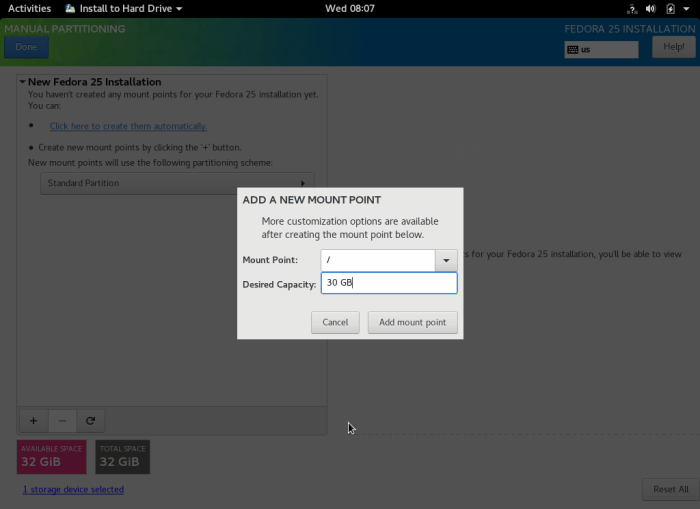 Activities Install to Hard Drive Wed 08:07
MANUAL PARTITIONING FEDORA 25 INSTALLATION
Done us Help!
New Fedora 25 Installation
You haven't created any mount points for your Fedora 25 installation yet.
You can:
Click here to create them automatically.
Create new mount points by clicking the '+' button.
New mount points will use the following partitioning scheme:
Standard Partition
ADD A NEW MOUNT POINT
More customization options are available
after creating the mount point below.
s for your Fedora 25 installation, you'll be able to view
Mount Point: /
Desired Capacity: 30 GB
Cancel Add mount point
+ −
AVAILABLE SPACE TOTAL SPACE
32 GiB 32 GiB
1 storage device selected
Reset All